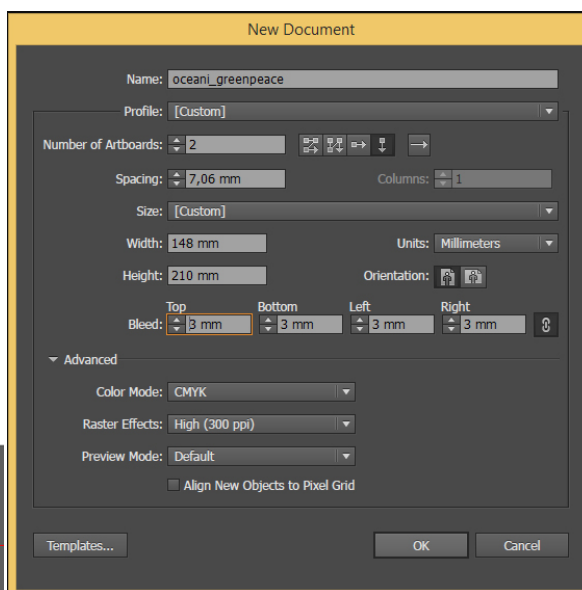 New Document
Name: oceani_greenpeace
Profile: [Custom]
Number of Artboards: 2
Spacing: 7,06 mm Columns: 1
Size: [Custom]
Width: 148 mm Units: Millimeters
Height: 210 mm Orientation:
Top Bottom Left Right
Bleed: 3 mm 3 mm 3 mm 3 mm
Advanced
Color Mode: CMYK
Raster Effects: High (300 ppi)
Preview Mode: Default
Align New Objects to Pixel Grid
Templates... OK Cancel